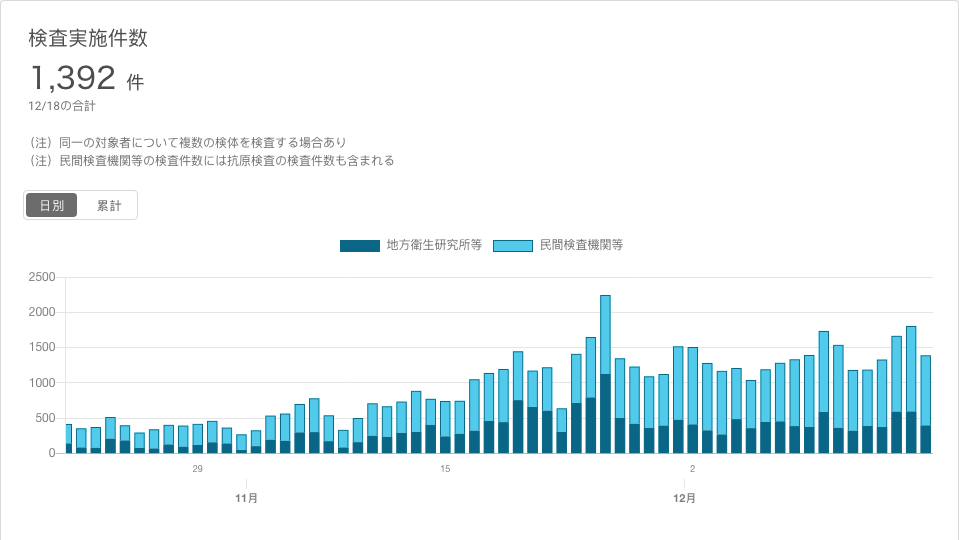 検査実施件数
1,392 件
12/18の合計
（注）同一の対象者について複数の検体を検査する場合あり
（注）民間検査機関等の検査件数には抗原検査の検査件数も含まれる
日別 累計
地方衛生研究所等 民間検査機関等
2500
2000
1500
1000
500
0
29 15 2
11月 12月